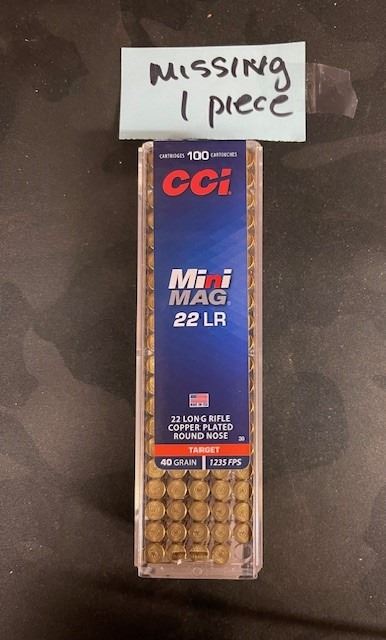 MISSING
1 piece
CARTRIDGES 100 CARTOUCHES
CCI
Mini
MAG
22 LR
22 LONG RIFLE
COPPER PLATED
ROUND NOSE
30
TARGET
40 GRAIN 1235 FPS